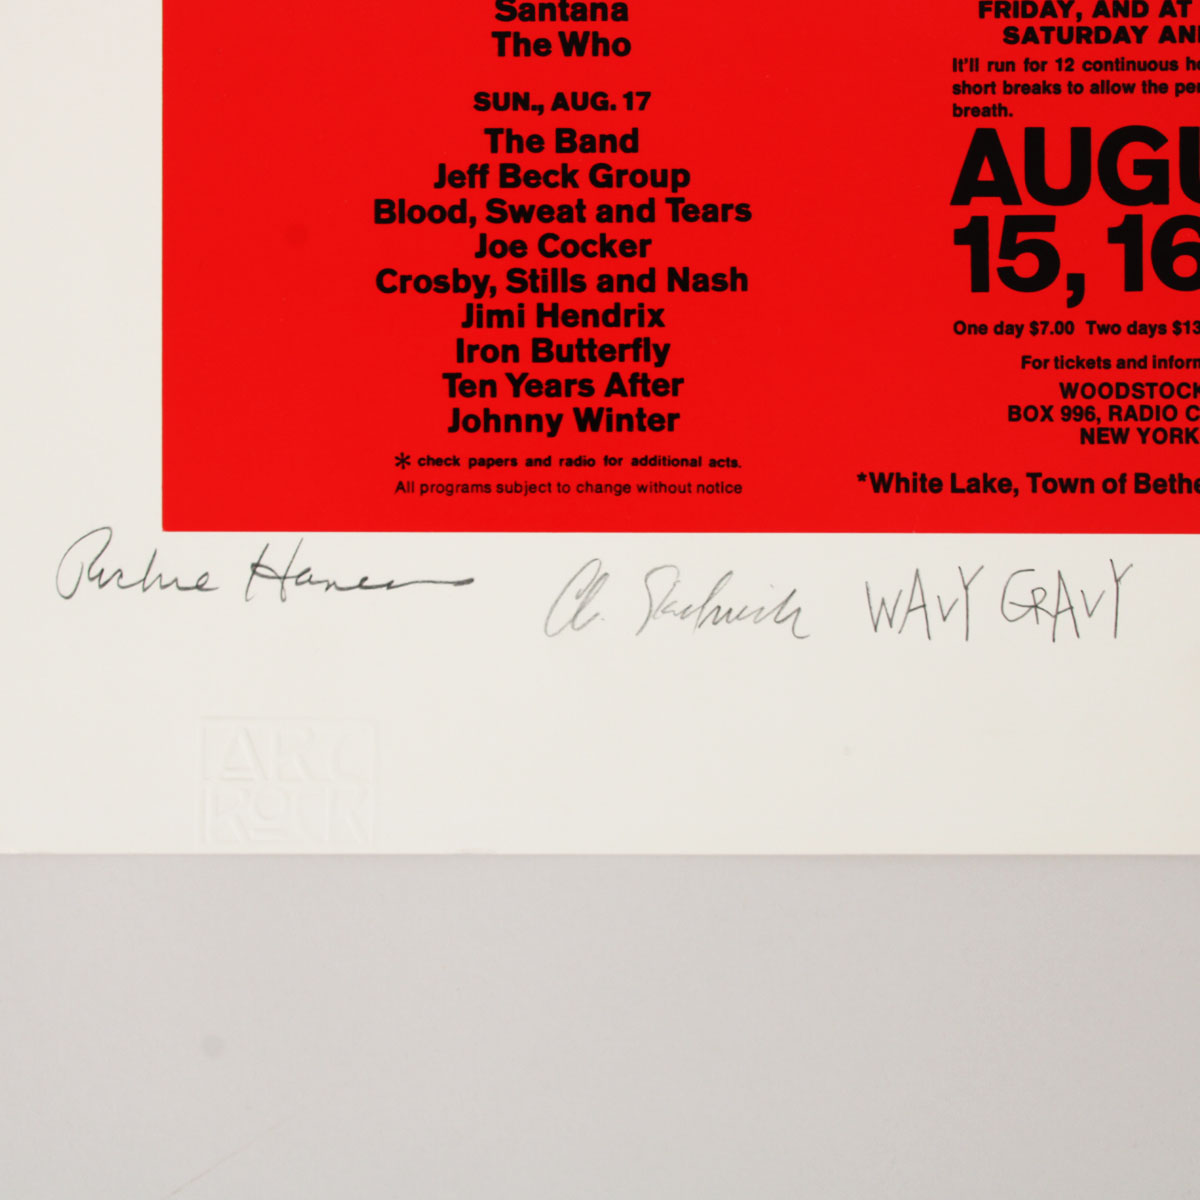 Santana
The Who
SUN., AUG. 17
The Band
Jeff Beck Group
Blood, Sweat and Tears
Joe Cocker
Crosby, Stills and Nash
Jimi Hendrix
Iron Butterfly
Ten Years After
Johnny Winter
* check papers and radio for additional acts.
All programs subject to change without notice
FRIDAY, AND AT
SATURDAY AN
It'll run for 12 continuous h
short breaks to allow the pe
breath.
AUGU
15, 16
One day $7.00 Two days $13
For tickets and inform
WOODSTOCK
BOX 996, RADIO C
NEW YORK
*White Lake, Town of Bethe
Richie Havens
WAVY GRAVY
ART
ROCK